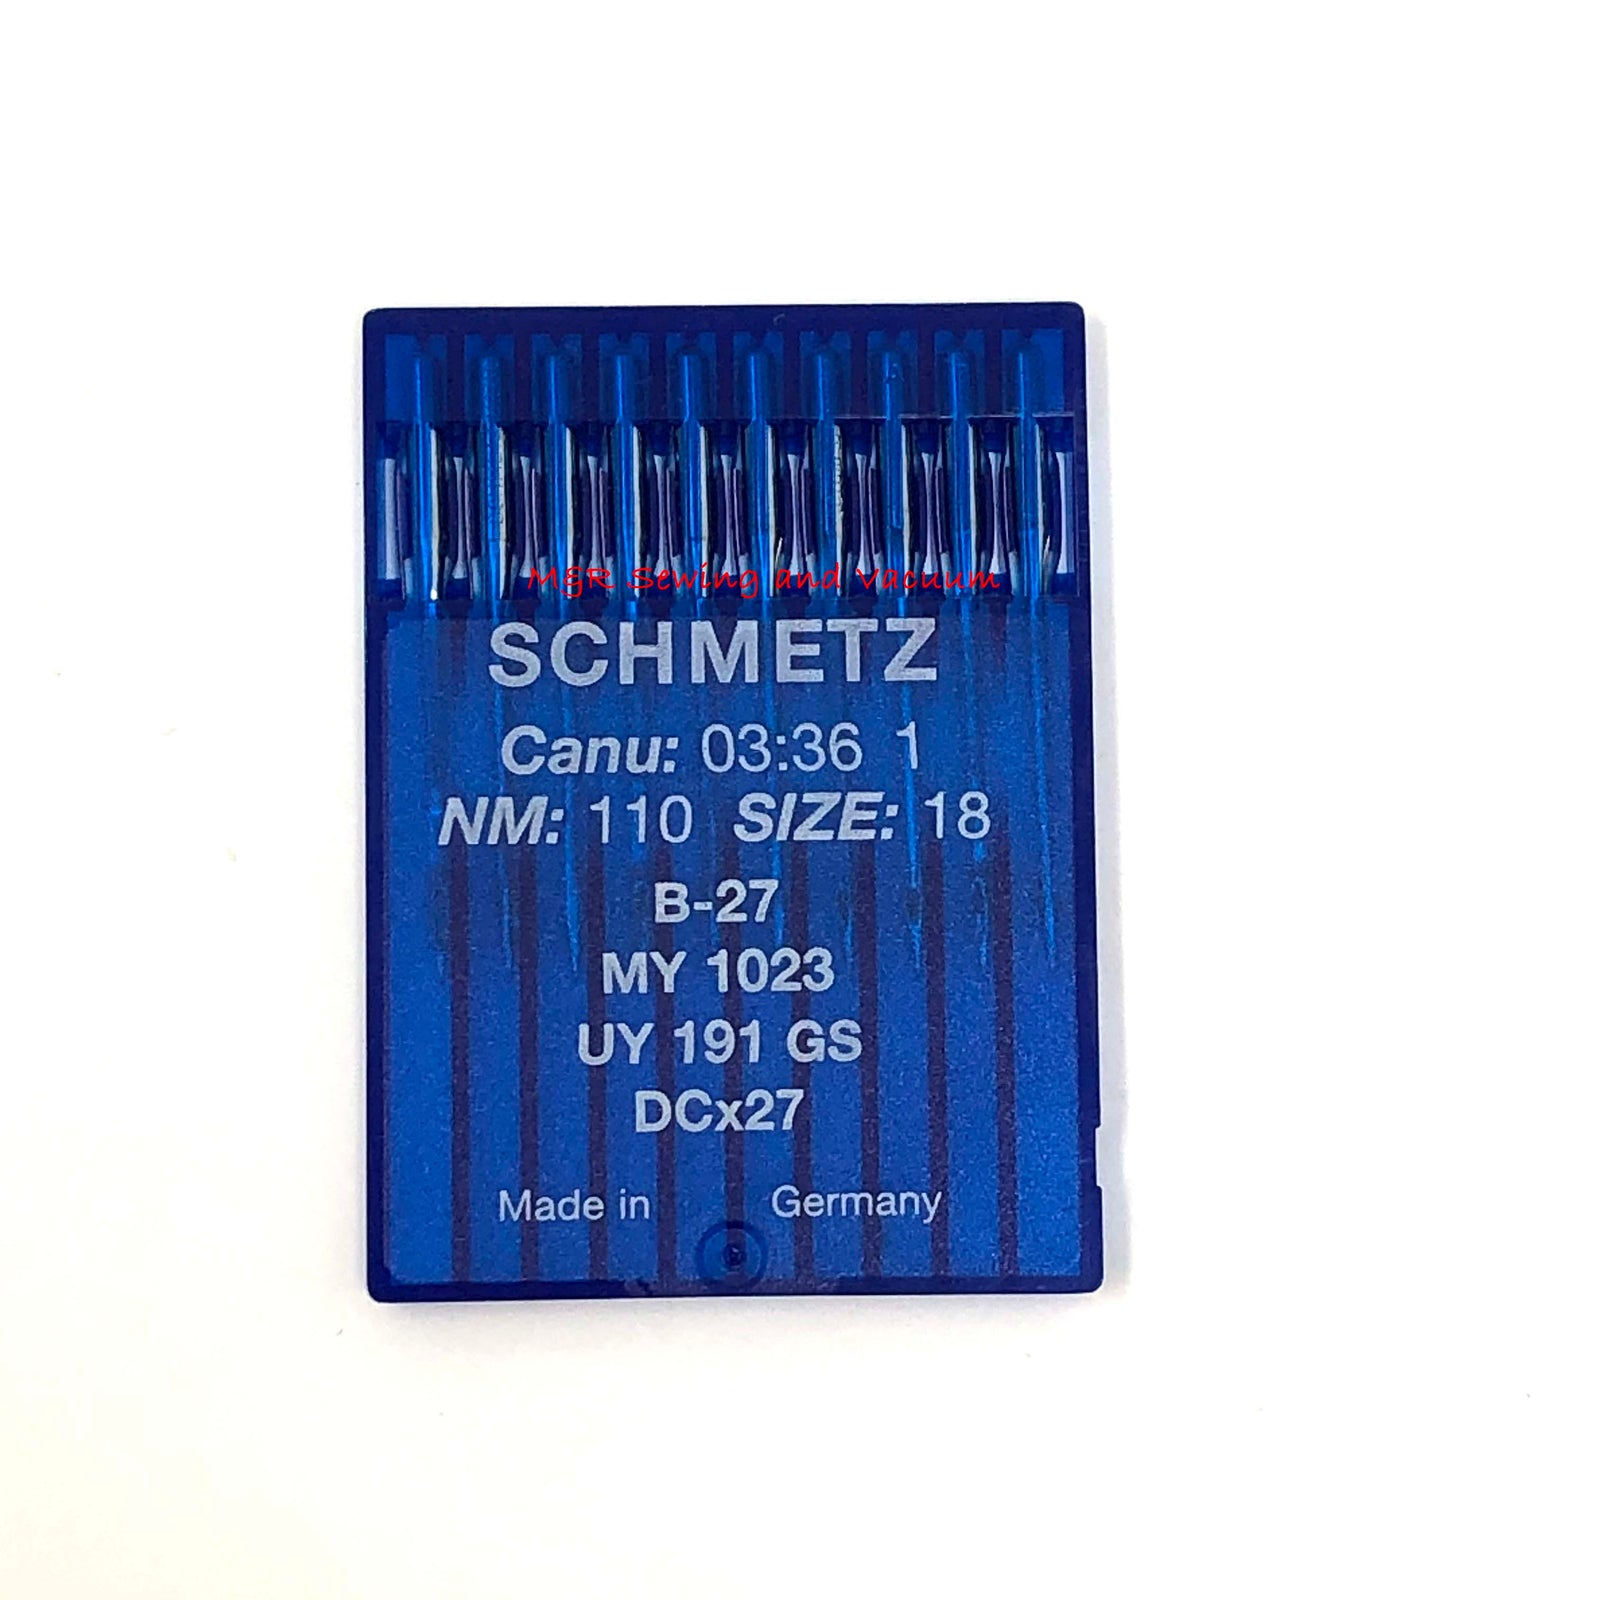 M&R Sewing and Vacuum
SCHMETZ
Canu: 03:36 1
NM: 110 SIZE: 18
B-27
MY 1023
UY 191 GS
DCx27
Made in Germany